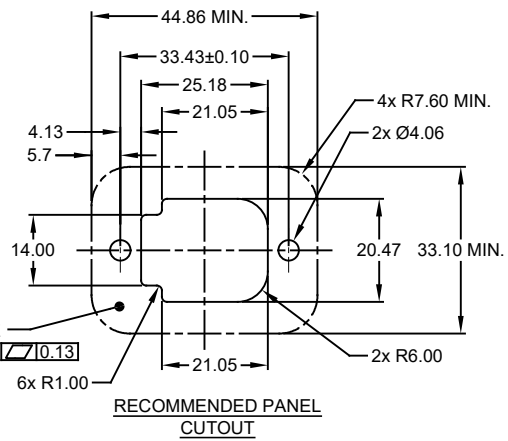 44.86 MIN.
33.43±0.10
25.18
21.05
4.13
5.7
4x R7.60 MIN.
2x Ø4.06
14.00
20.47
33.10 MIN.
⏥ 0.13
6x R1.00
21.05
2x R6.00
RECOMMENDED PANEL
CUTOUT